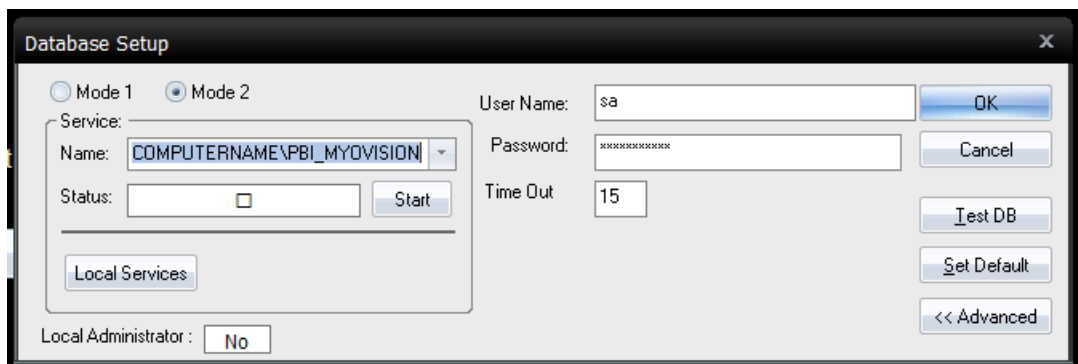 Database Setup x
Mode 1 Mode 2
Service:
Name: COMPUTERNAME\PBI_MYOVISION
Status: Start
Local Services
Local Administrator : No
User Name: sa
Password: ***********
Time Out 15
OK
Cancel
Test DB
Set Default
<< Advanced